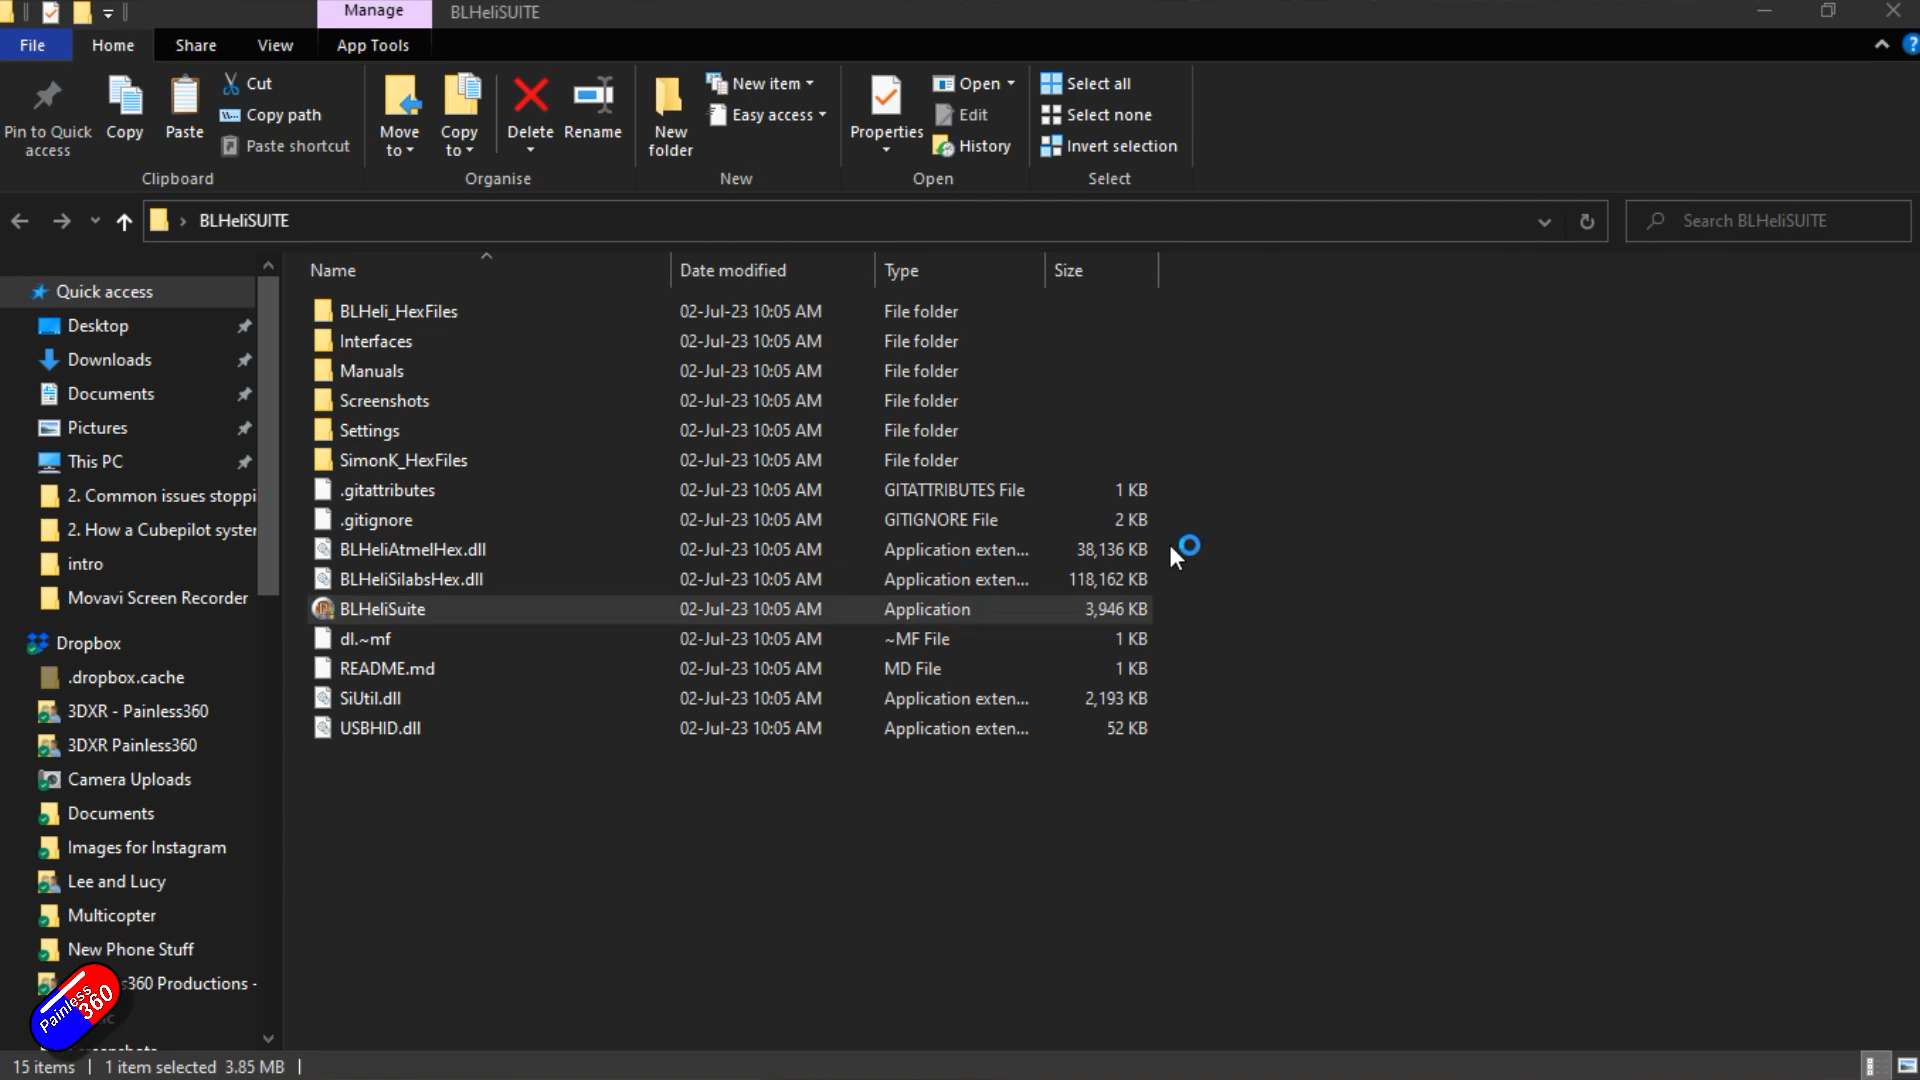 Manage
BLHeliSUITE
File
Home
Share
View
App Tools
Pin to Quick access
Copy
Paste
Cut
Copy path
Paste shortcut
Move to
Copy to
Delete
Rename
New folder
New item
Easy access
Properties
Open
Edit
History
Select all
Select none
Invert selection
Clipboard
Organise
New
Open
Select
BLHeliSUITE
Search BLHeliSUITE
Name
Date modified
Type
Size
BLHeli_HexFiles 02-Jul-23 10:05 AM File folder
Interfaces 02-Jul-23 10:05 AM File folder
Manuals 02-Jul-23 10:05 AM File folder
Screenshots 02-Jul-23 10:05 AM File folder
Settings 02-Jul-23 10:05 AM File folder
SimonK_HexFiles 02-Jul-23 10:05 AM File folder
.gitattributes 02-Jul-23 10:05 AM GITATTRIBUTES File 1 KB
.gitignore 02-Jul-23 10:05 AM GITIGNORE File 2 KB
BLHeliAtmelHex.dll 02-Jul-23 10:05 AM Application exten... 38,136 KB
BLHeliSilabsHex.dll 02-Jul-23 10:05 AM Application exten... 118,162 KB
BLHeliSuite 02-Jul-23 10:05 AM Application 3,946 KB
dl.~mf 02-Jul-23 10:05 AM ~MF File 1 KB
README.md 02-Jul-23 10:05 AM MD File 1 KB
SiUtil.dll 02-Jul-23 10:05 AM Application exten... 2,193 KB
USBHID.dll 02-Jul-23 10:05 AM Application exten... 52 KB
Quick access
Desktop
Downloads
Documents
Pictures
This PC
2. Common issues stoppi
2. How a Cubepilot syster
intro
Movavi Screen Recorder
Dropbox
.dropbox.cache
3DXR - Painless360
3DXR Painless360
Camera Uploads
Documents
Images for Instagram
Lee and Lucy
Multicopter
New Phone Stuff
s360 Productions -
Painless 360
15 items
1 item selected 3.85 MB